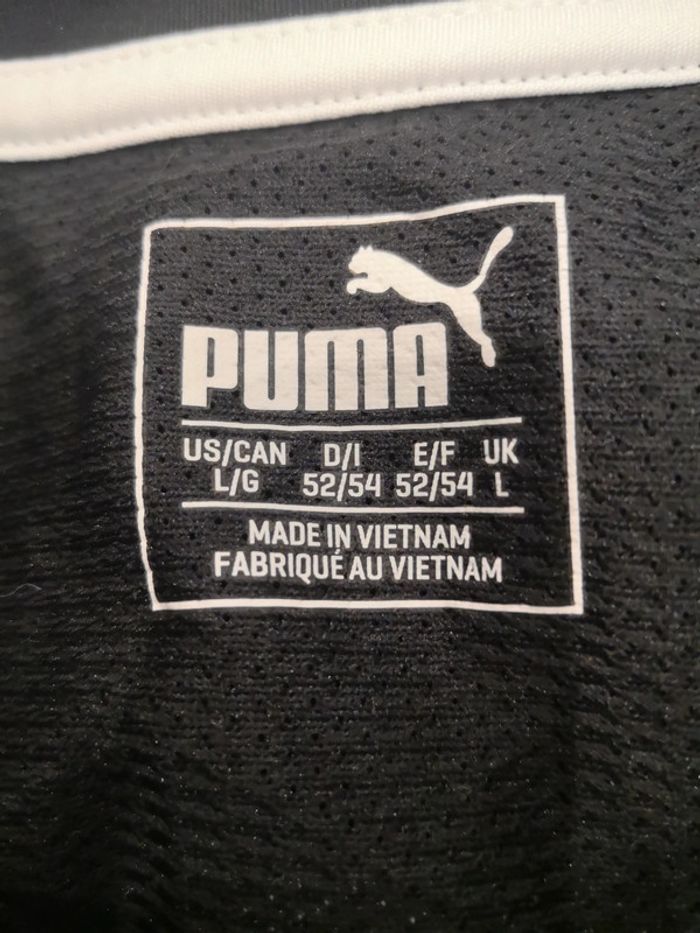 PUMA
US/CAN D/I E/F UK
L/G 52/54 52/54 L
MADE IN VIETNAM
FABRIQUÉ AU VIETNAM